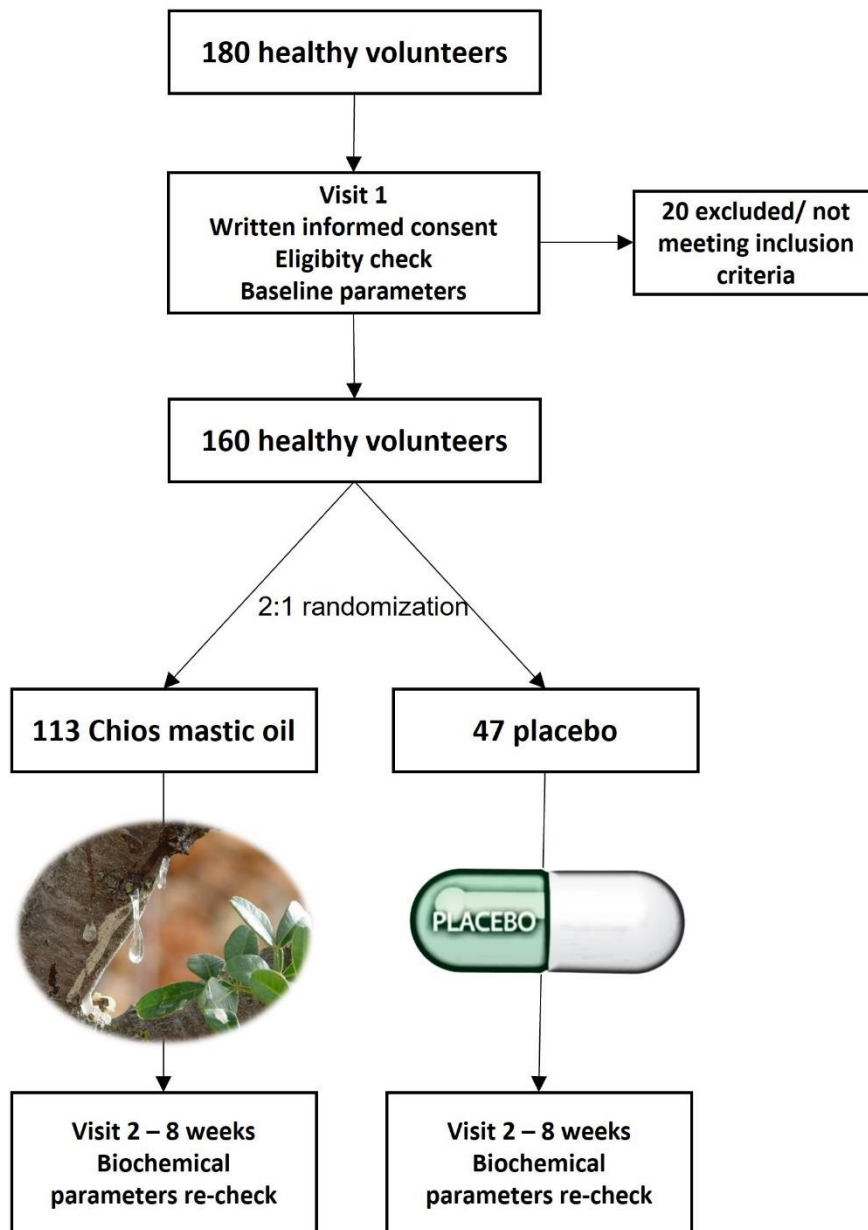 180 healthy volunteers
Visit 1
Written informed consent
Eligibity check
Baseline parameters
20 excluded/ not
meeting inclusion
criteria
160 healthy volunteers
2:1 randomization
113 Chios mastic oil
47 placebo
PLACEBO
Visit 2 – 8 weeks
Biochemical
parameters re-check
Visit 2 – 8 weeks
Biochemical
parameters re-check